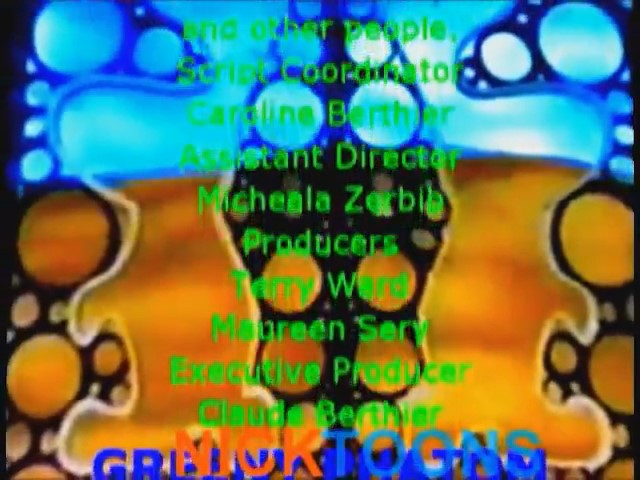 and other people,
Script Coordinator
Caroline Berthier
Assistant Director
Micheala Zerbib
Producers
Terry Ward
Maureen Sery
Executive Producer
Claude Berthier
NICKTOONS